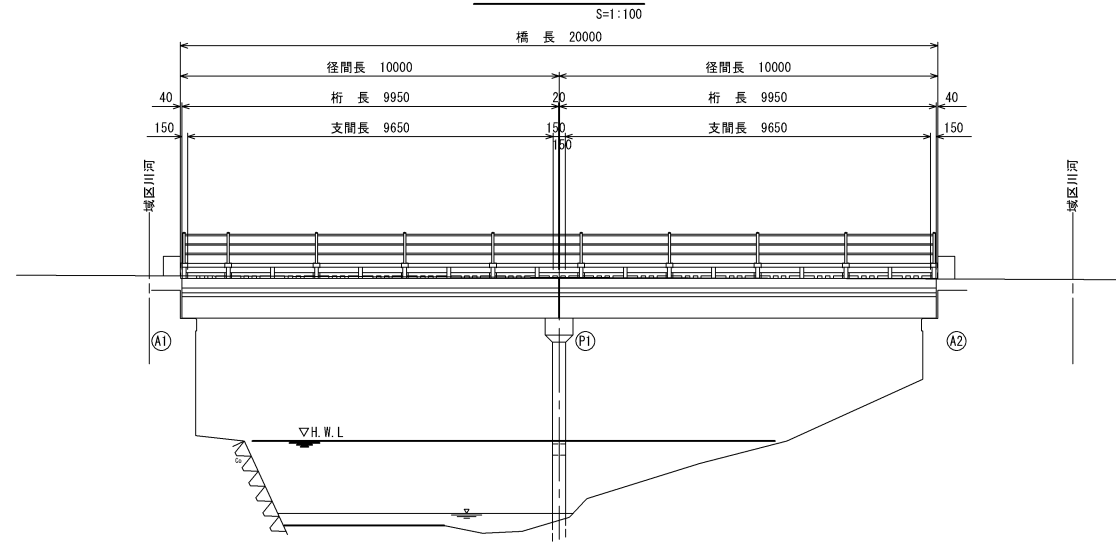 S=1:100
橋 長 20000
径間長 10000
径間長 10000
40
桁 長 9950
20
桁 長 9950
40
150
支間長 9650
150
150
支間長 9650
150
河川区域
河川区域
A1
P1
A2
▽H.W.L
Co